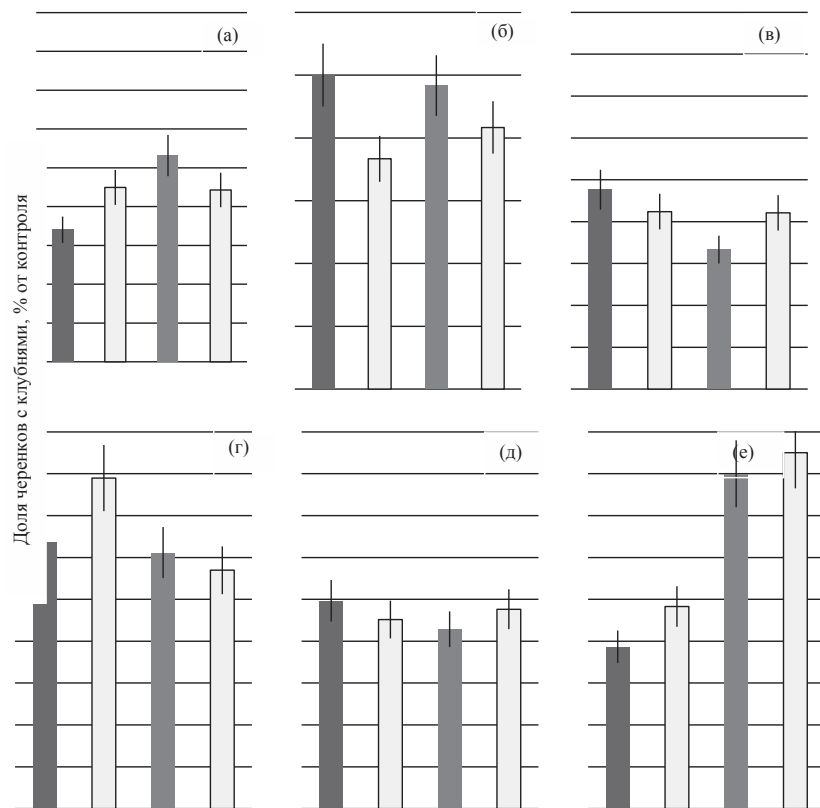 Доля черенков с клубнями, % от контроля
(а)
(б)
(в)
(г)
(д)
(е)